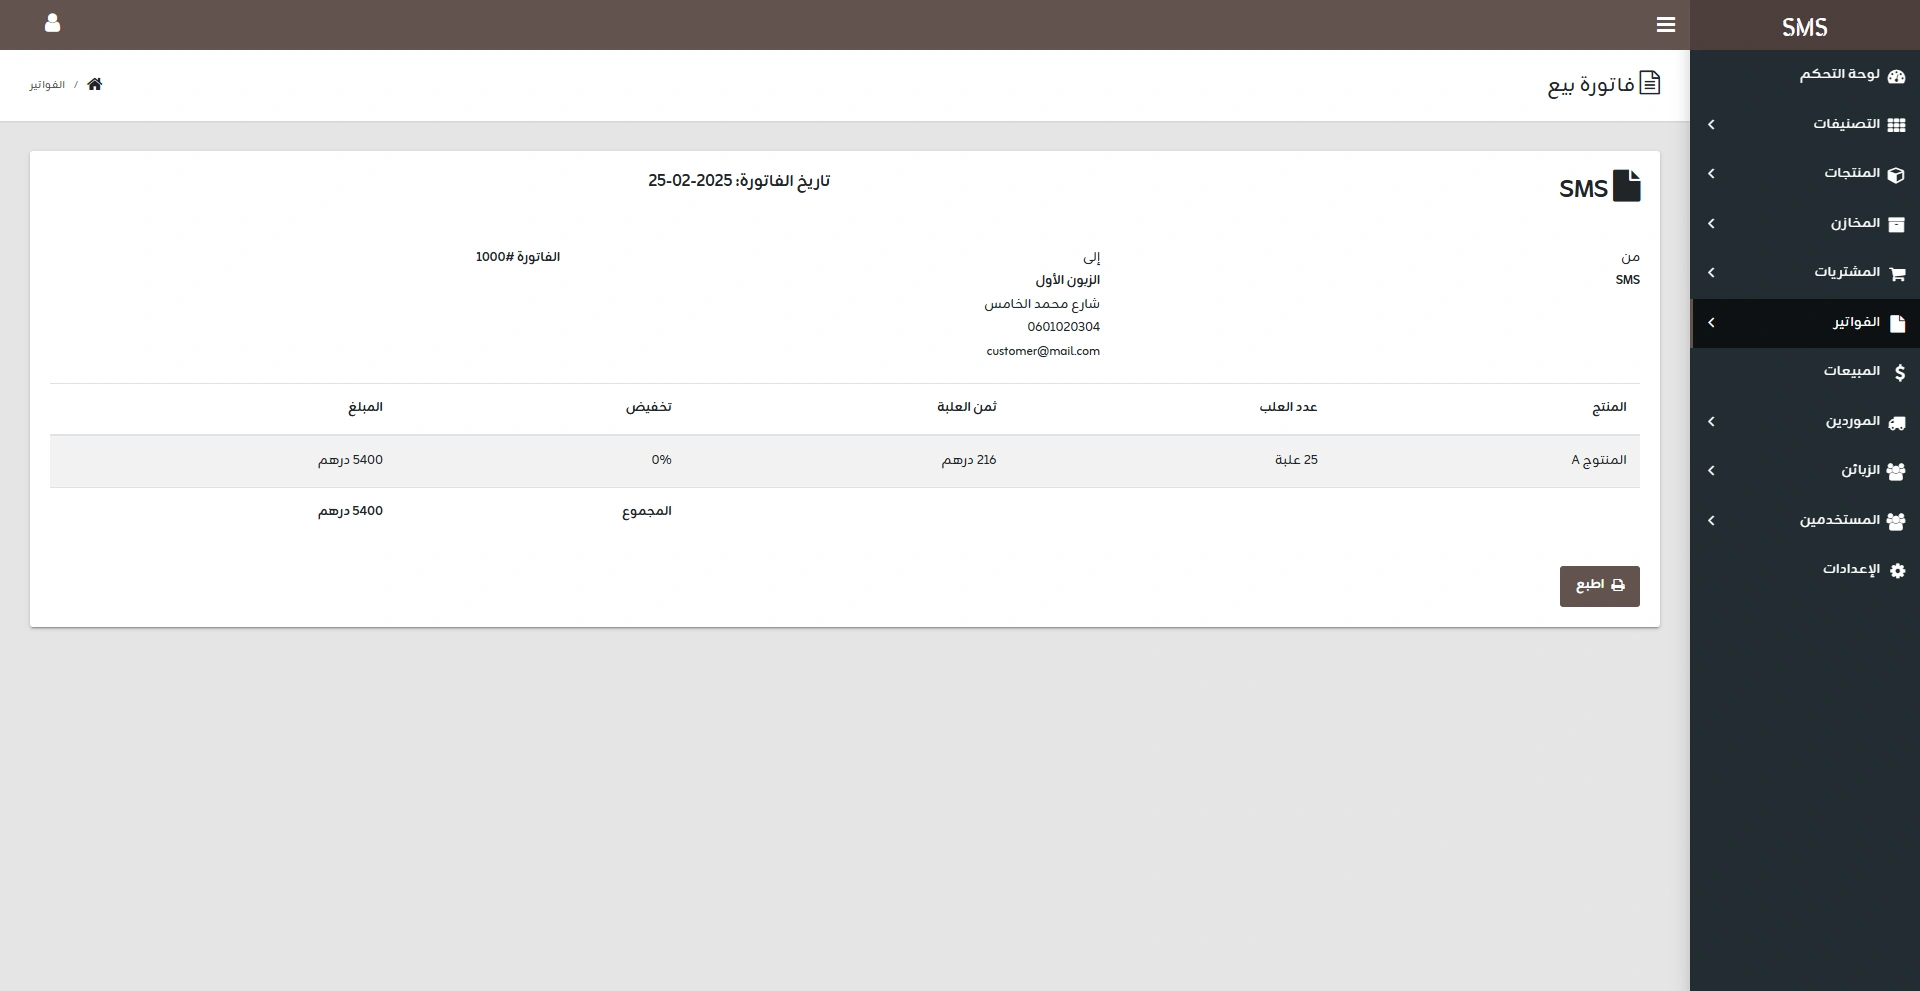 SMS
لوحة التحكم
التصنيفات
المنتجات
المخازن
المشتريات
الفواتير
المبيعات
الموردين
الزبائن
المستخدمين
الإعدادات
فاتورة بيع
/ الفواتير
SMS
تاريخ الفاتورة: 2025-02-25
من
SMS
إلى
الزبون الأول
شارع محمد الخامس
0601020304
customer@mail.com
الفاتورة #1000
المنتج عدد العلب ثمن العلبة تخفيض المبلغ
المنتوج A 25 علبة 216 درهم 0% 5400 درهم
المجموع 5400 درهم
اطبع